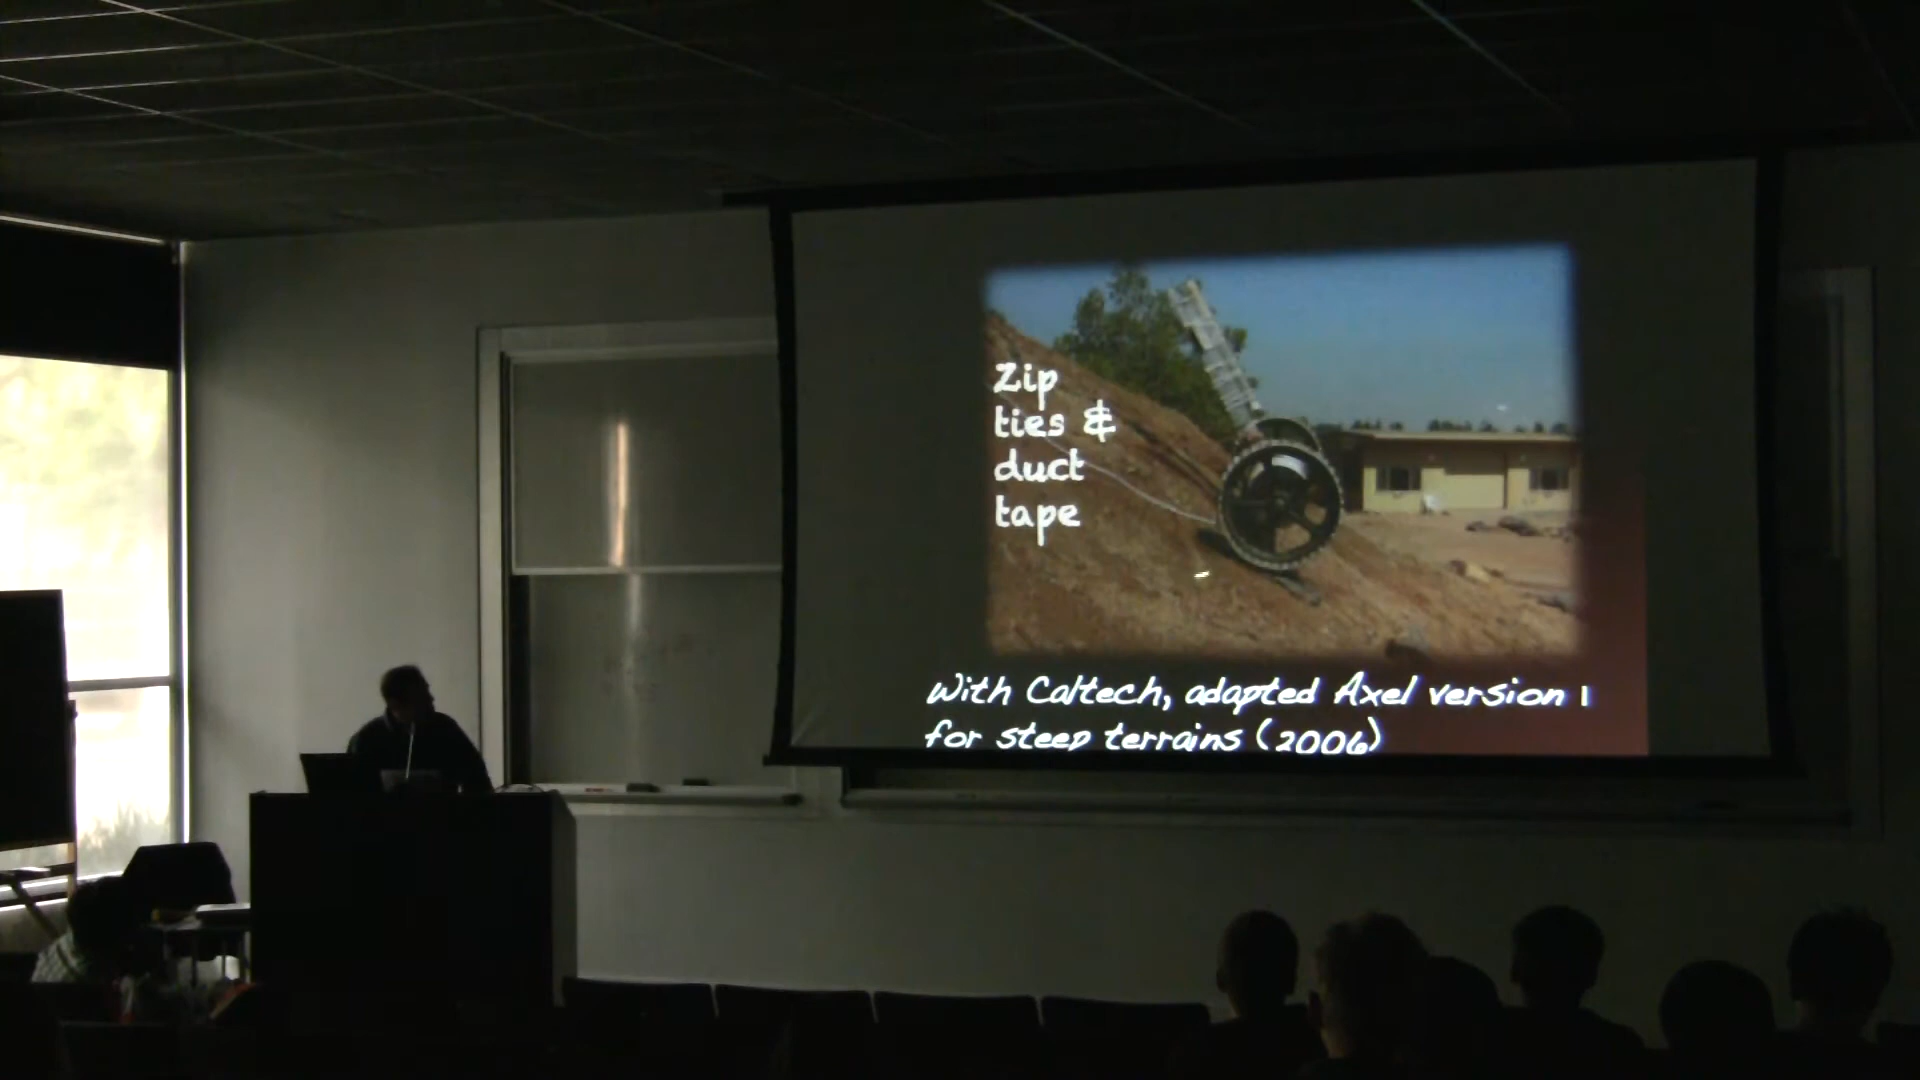 Zip
ties &
duct
tape
With Caltech, adapted Axel version 1
for steep terrains (2006)